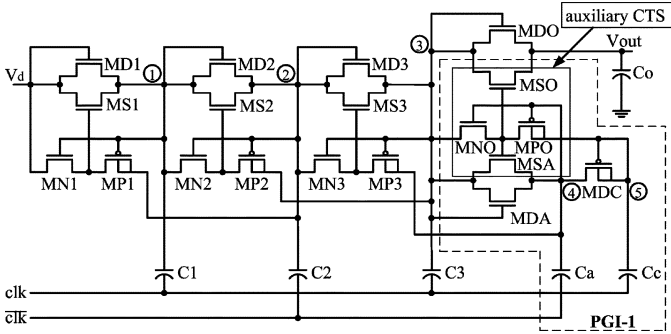 auxiliary CTS
MDO
Vout
MD1
MD2
MD3
①
②
③
Vd
Co
MS1
MS2
MS3
MSO
MNO
MPO
MSA
MN1
MP1
MN2
MP2
MN3
MP3
④
MDC
⑤
MDA
C1
C2
C3
Ca
Cc
clk
clk
PGI-1